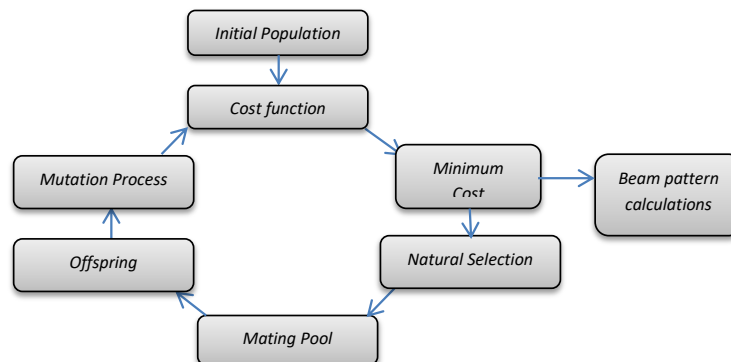 Initial Population
Cost function
Minimum
Cost
Mutation Process
Beam pattern
calculations
Offspring
Natural Selection
Mating Pool